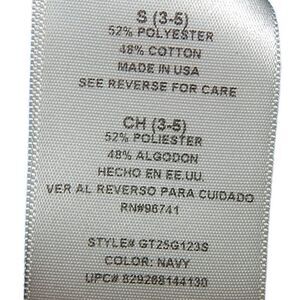 S (3-5)
52% POLYESTER
48% COTTON
MADE IN USA
SEE REVERSE FOR CARE
CH (3-5)
52% POLIESTER
48% ALGODON
HECHO EN EE.UU.
VER AL REVERSO PARA CUIDADO
RN#96741
STYLE# GT25G123S
COLOR: NAVY
UPC# 829268144130